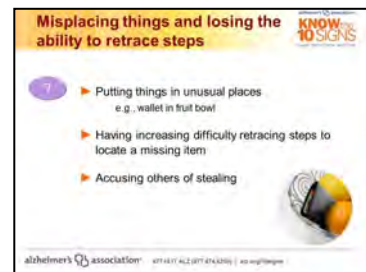 Misplacing things and losing the
ability to retrace steps
alzheimer's association
KNOW the
10 SIGNS
7
Putting things in unusual places
e.g., wallet in fruit bowl
Having increasing difficulty retracing steps to
locate a missing item
Accusing others of stealing
alzheimer's association